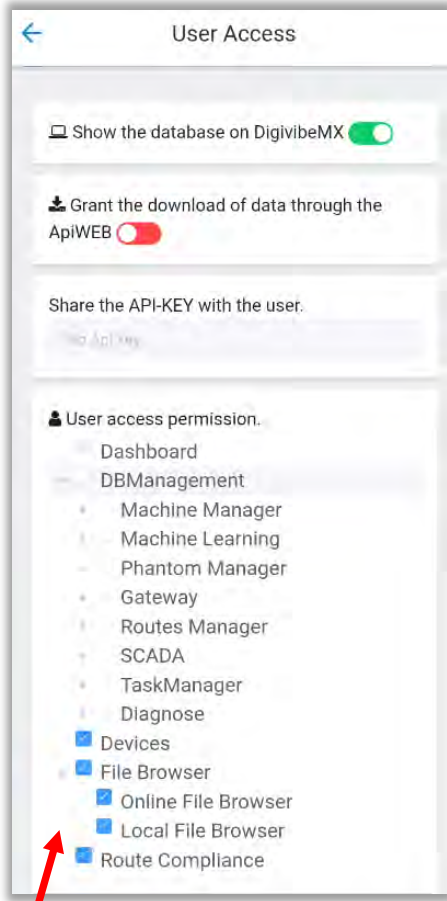 User Access
Show the database on DigivibeMX
Grant the download of data through the
ApiWEB
Share the API-KEY with the user.
User access permission.
Dashboard
DBManagement
Machine Manager
Machine Learning
Phantom Manager
Gateway
Routes Manager
SCADA
TaskManager
Diagnose
Devices
File Browser
Online File Browser
Local File Browser
Route Compliance